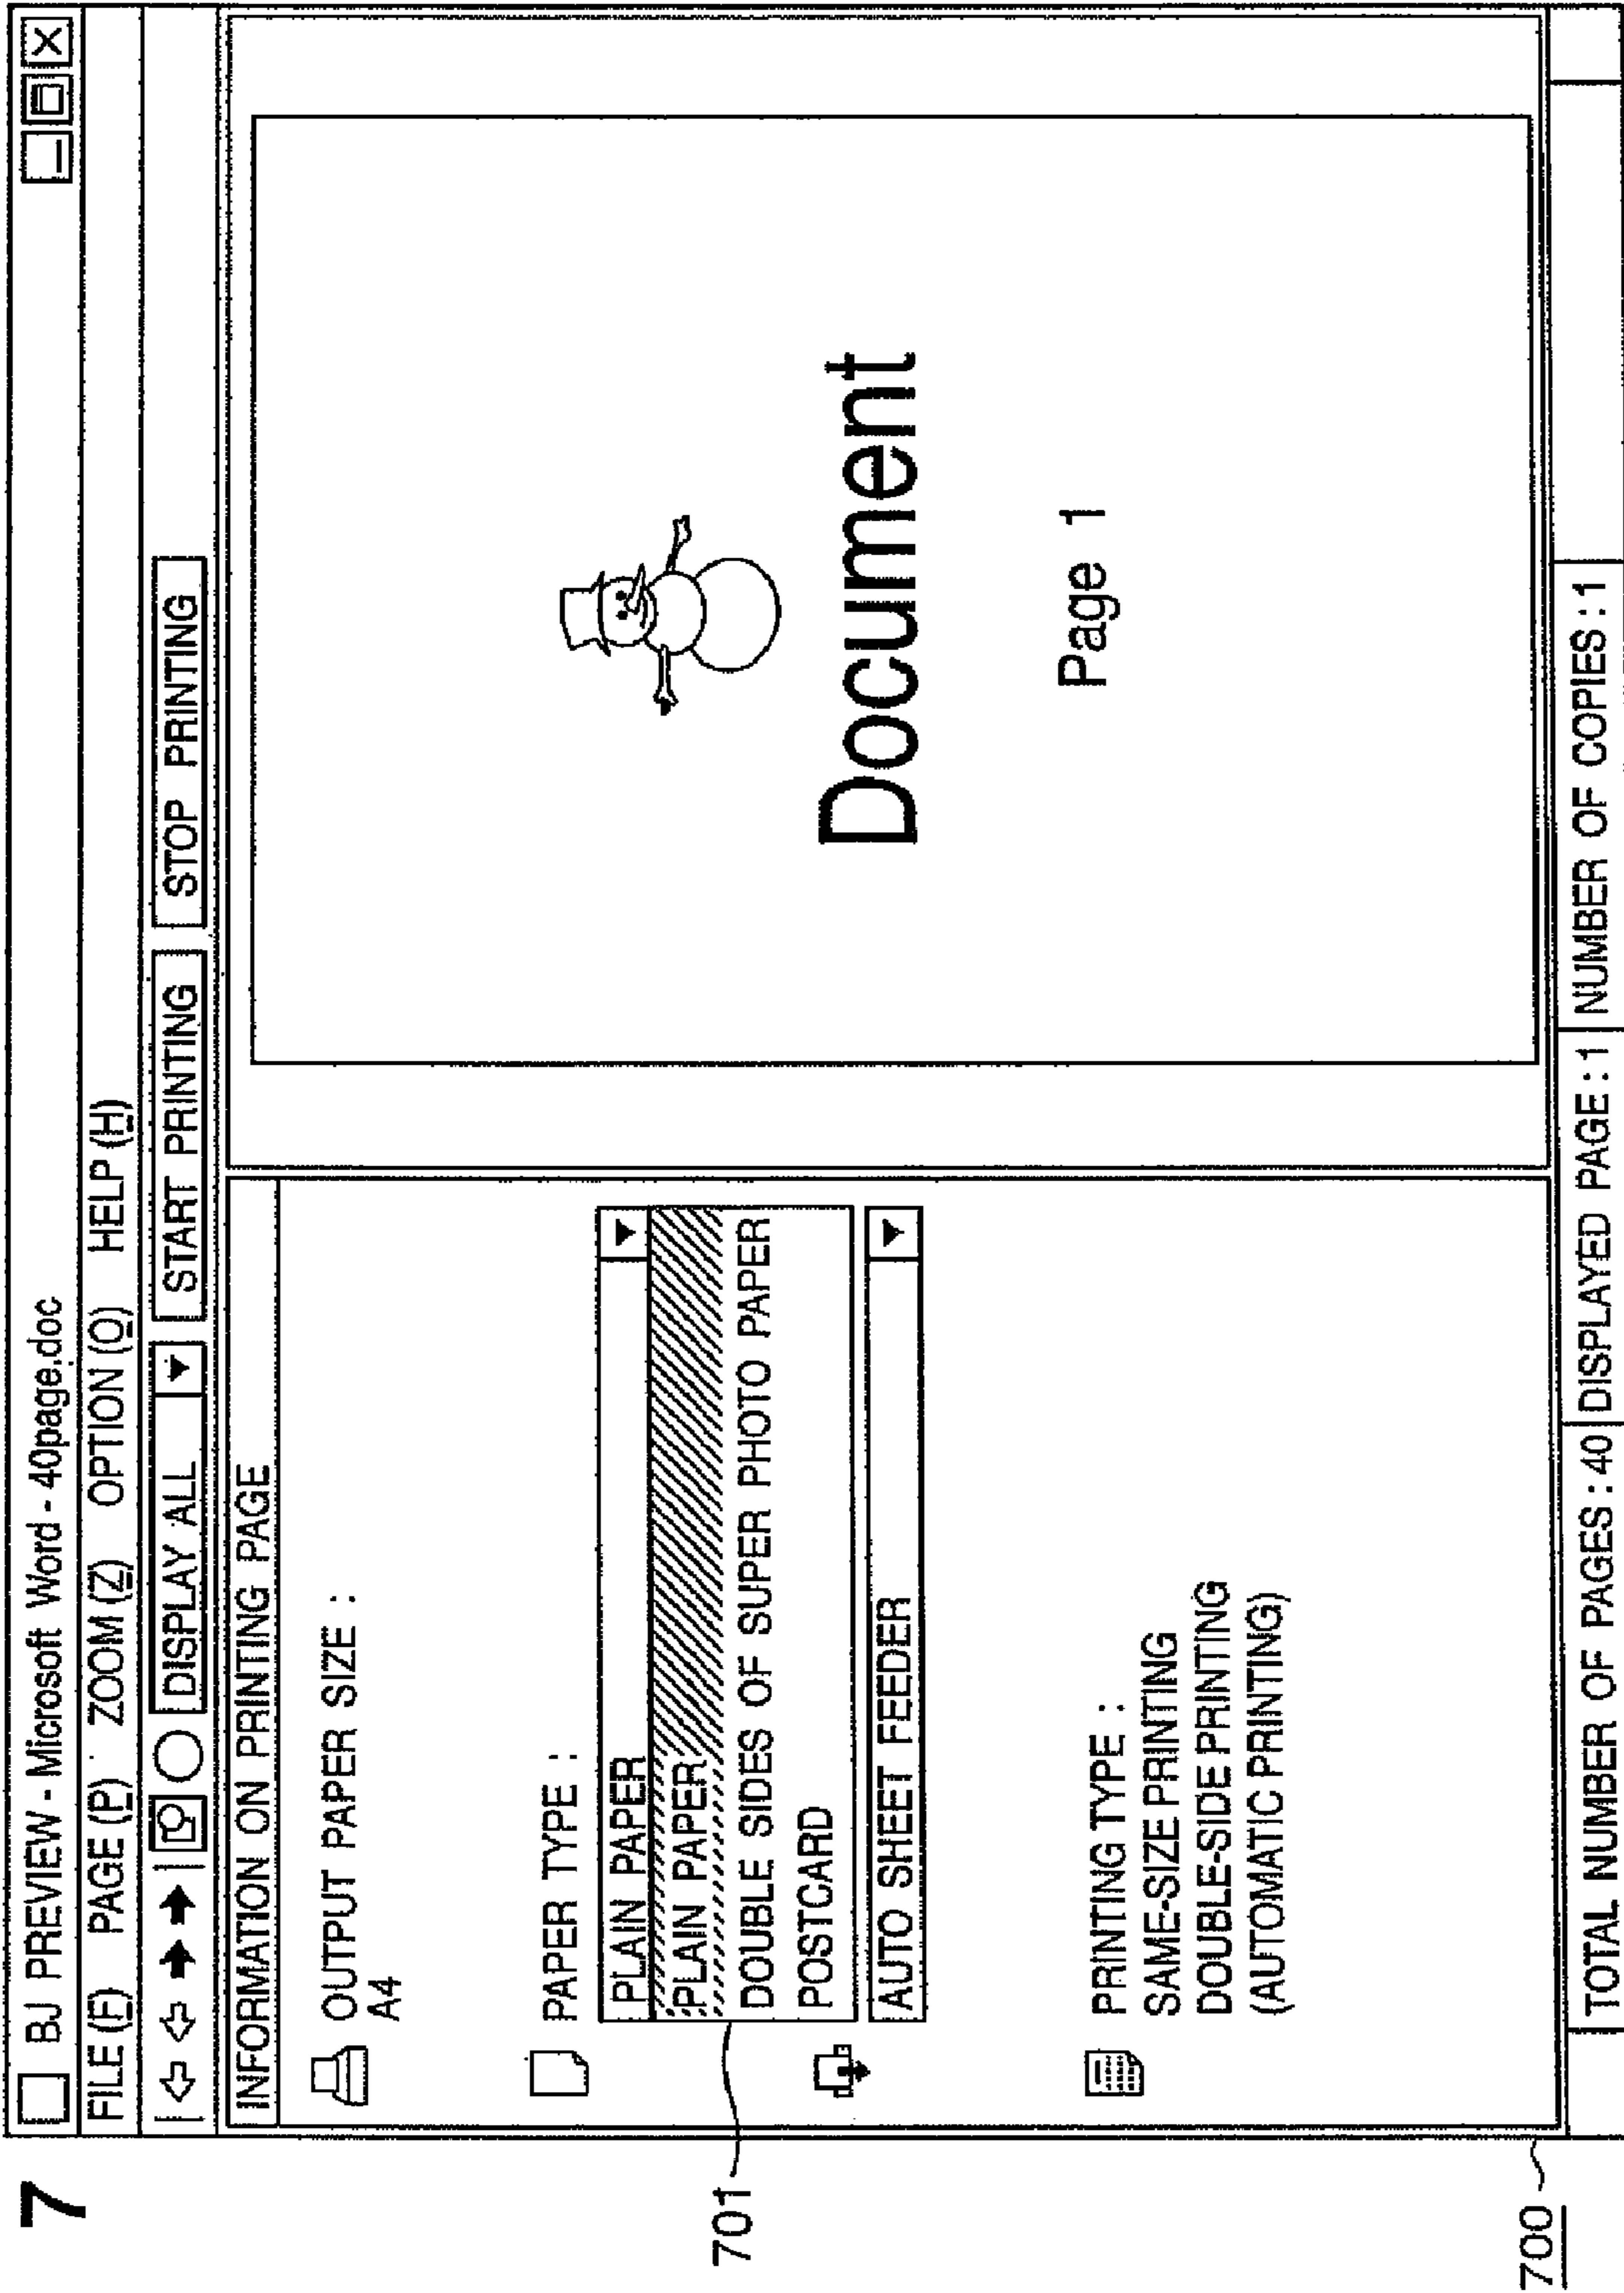 7
BJ PREVIEW - Microsoft Word - 40page.doc
FILE (F) PAGE (P) ZOOM (Z) OPTION (O) HELP (H)
DISPLAY ALL START PRINTING STOP PRINTING
INFORMATION ON PRINTING PAGE
OUTPUT PAPER SIZE :
A4
PAPER TYPE :
PLAIN PAPER
PLAIN PAPER
DOUBLE SIDES OF SUPER PHOTO PAPER
POSTCARD
AUTO SHEET FEEDER
PRINTING TYPE :
SAME-SIZE PRINTING
DOUBLE-SIDE PRINTING
(AUTOMATIC PRINTING)
Document
Page 1
TOTAL NUMBER OF PAGES : 40 DISPLAYED PAGE : 1 NUMBER OF COPIES : 1
701
700